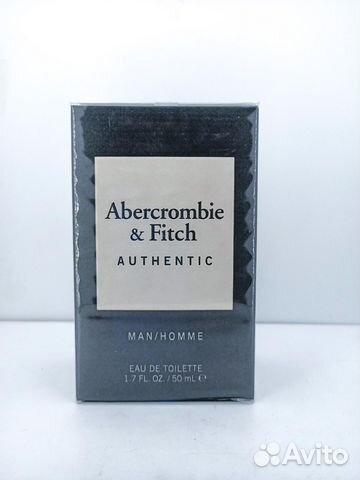 Abercrombie
& Fitch
AUTHENTIC
MAN/HOMME
EAU DE TOILETTE
1.7 FL. OZ. / 50 mL ℮
Avito